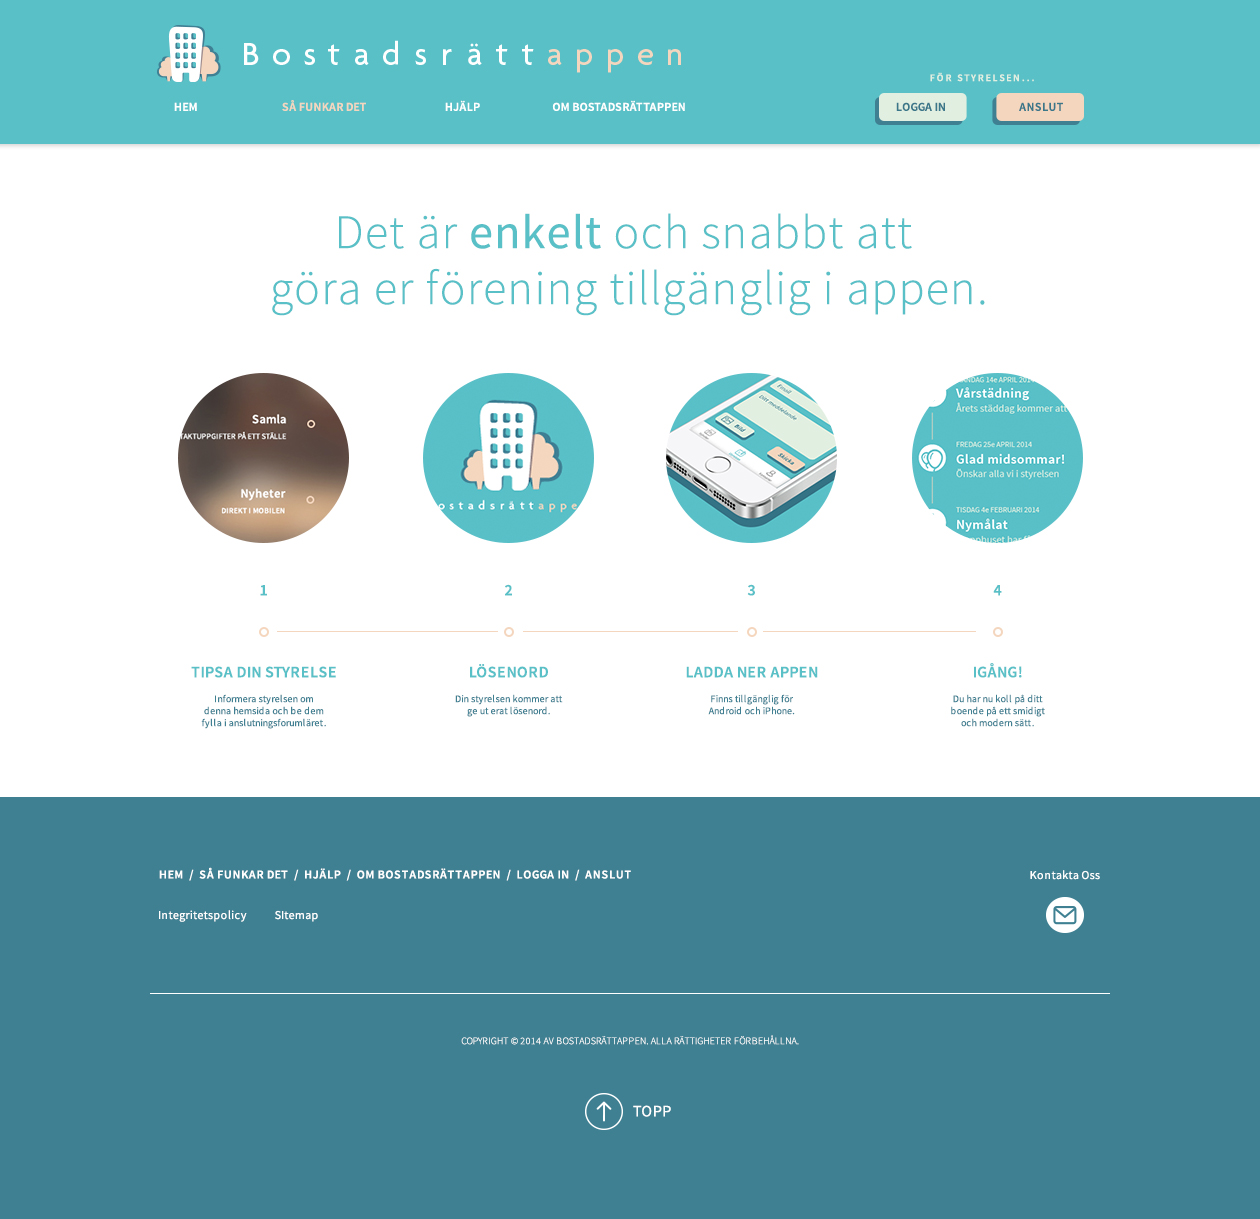 Bostadsrättappen
FÖR STYRELSEN...
HEM
SÅ FUNKAR DET
HJÄLP
OM BOSTADSRÄTTAPPEN
LOGGA IN
ANSLUT
Det är enkelt och snabbt att
göra er förening tillgänglig i appen.
Samla
TAKTUPPGIFTER PÅ ETT STÄLLE
Nyheter
DIREKT I MOBILEN
ostadsrättappe
Email
Ditt meddelande
Bild
Skicka
NDAG 14e APRIL 2014
Vårstädning
Årets städdag kommer att
FREDAG 25e APRIL 2014
Glad midsommar!
Önskar alla vi i styrelsen
TISDAG 4e FEBRUARI 2014
Nymålat
1
2
3
4
TIPSA DIN STYRELSE
Informera styrelsen om
denna hemsida och be dem
fylla i anslutningsforumläret.
LÖSENORD
Din styrelsen kommer att
ge ut erat lösenord.
LADDA NER APPEN
Finns tillgänglig för
Android och iPhone.
IGÅNG!
Du har nu koll på ditt
boende på ett smidigt
och modern sätt.
HEM / SÅ FUNKAR DET / HJÄLP / OM BOSTADSRÄTTAPPEN / LOGGA IN / ANSLUT
Kontakta Oss
Integritetspolicy
SItemap
COPYRIGHT © 2014 AV BOSTADSRÄTTAPPEN. ALLA RÄTTIGHETER FÖRBEHÅLLNA.
TOPP